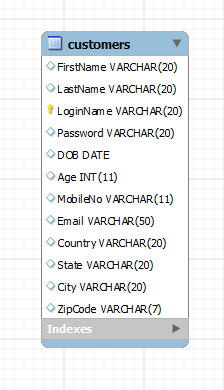 customers
FirstName VARCHAR(20)
LastName VARCHAR(20)
LoginName VARCHAR(20)
Password VARCHAR(20)
DOB DATE
Age INT(11)
MobileNo VARCHAR(11)
Email VARCHAR(50)
Country VARCHAR(20)
State VARCHAR(20)
City VARCHAR(20)
ZipCode VARCHAR(7)
Indexes